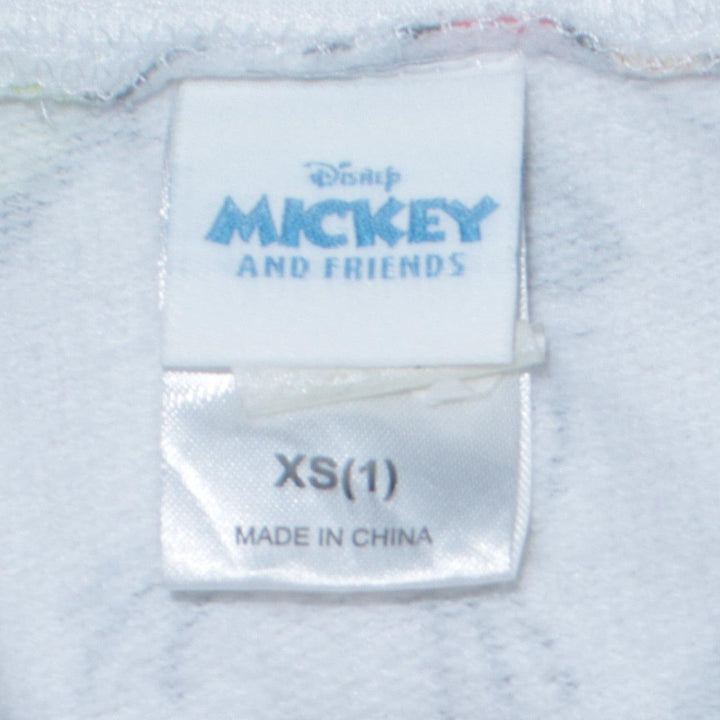 Disney
MICKEY
AND FRIENDS
XS(1)
MADE IN CHINA